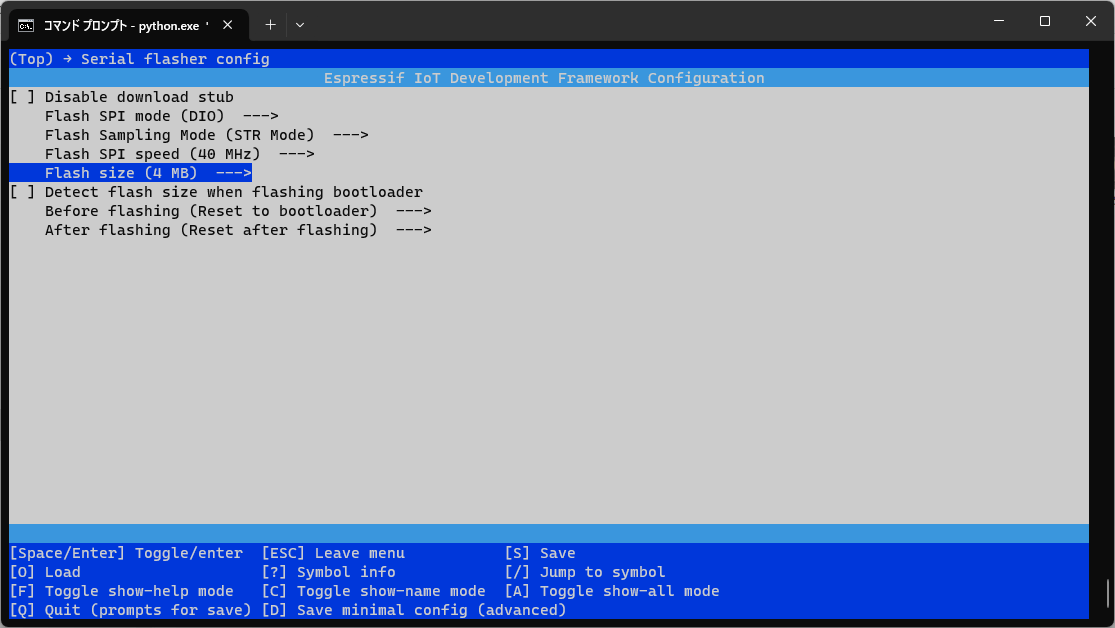 コマンド プロンプト - python.exe '
(Top) → Serial flasher config
Espressif IoT Development Framework Configuration
[ ] Disable download stub
Flash SPI mode (DIO)  --->
Flash Sampling Mode (STR Mode)  --->
Flash SPI speed (40 MHz)  --->
Flash size (4 MB)  --->
[ ] Detect flash size when flashing bootloader
Before flashing (Reset to bootloader)  --->
After flashing (Reset after flashing)  --->
[Space/Enter] Toggle/enter  [ESC] Leave menu           [S] Save
[O] Load                    [?] Symbol info            [/] Jump to symbol
[F] Toggle show-help mode   [C] Toggle show-name mode  [A] Toggle show-all mode
[Q] Quit (prompts for save) [D] Save minimal config (advanced)